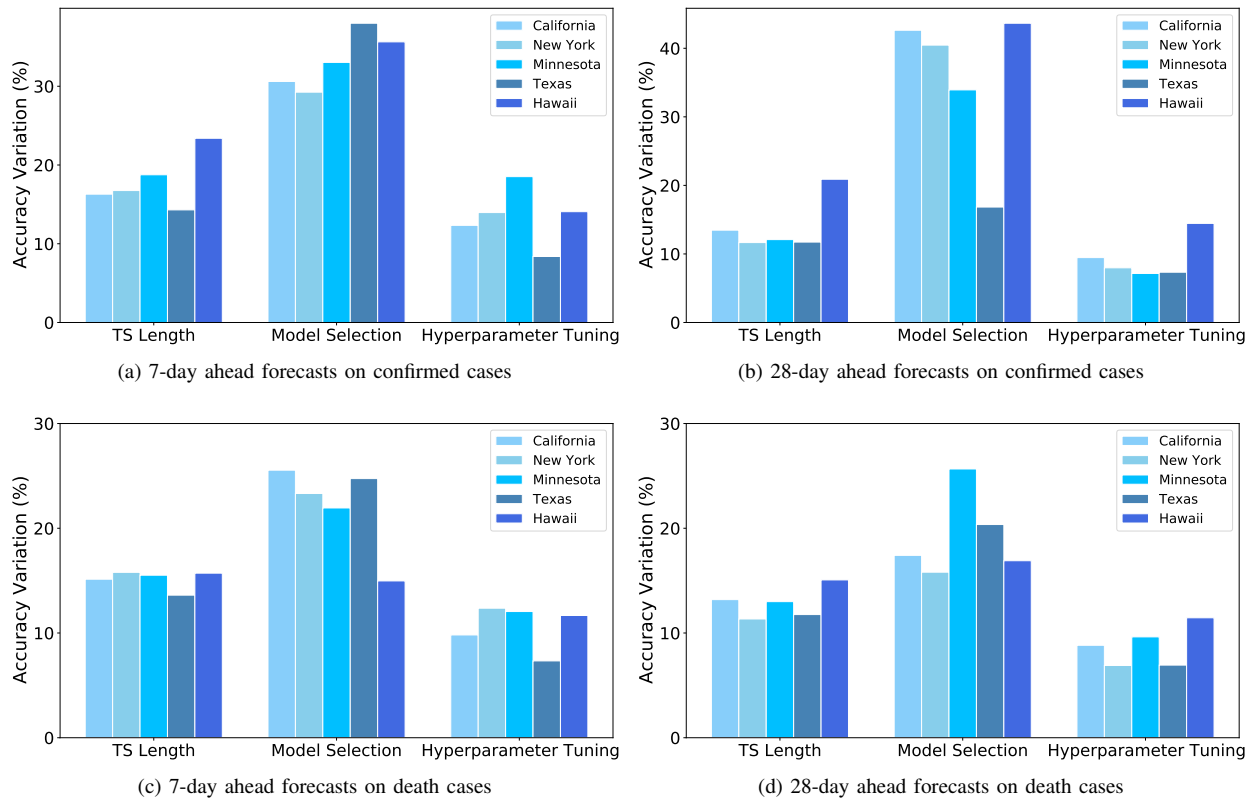 Accuracy Variation (%)
30
20
10
0
California
New York
Minnesota
Texas
Hawaii
TS Length Model Selection Hyperparameter Tuning
(a) 7-day ahead forecasts on confirmed cases
Accuracy Variation (%)
40
30
20
10
0
California
New York
Minnesota
Texas
Hawaii
TS Length Model Selection Hyperparameter Tuning
(b) 28-day ahead forecasts on confirmed cases
Accuracy Variation (%)
30
20
10
0
California
New York
Minnesota
Texas
Hawaii
TS Length Model Selection Hyperparameter Tuning
(c) 7-day ahead forecasts on death cases
Accuracy Variation (%)
30
20
10
0
California
New York
Minnesota
Texas
Hawaii
TS Length Model Selection Hyperparameter Tuning
(d) 28-day ahead forecasts on death cases